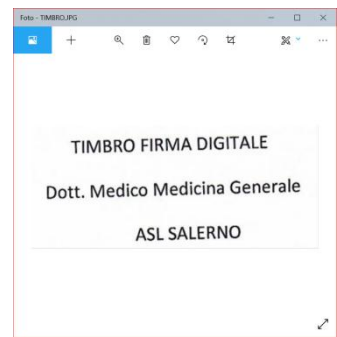 Foto - TIMBRO.JPG
TIMBRO FIRMA DIGITALE
Dott. Medico Medicina Generale
ASL SALERNO